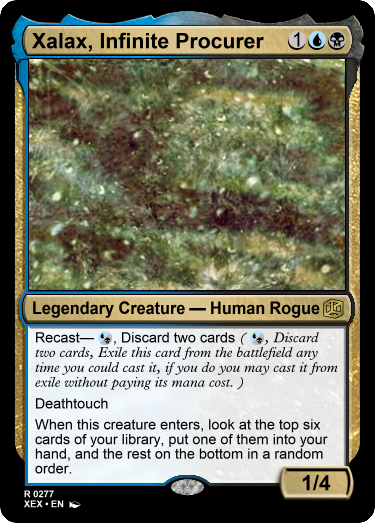 Xalax, Infinite Procurer 1
Legendary Creature — Human Rogue
Recast— , Discard two cards ( , Discard
two cards, Exile this card from the battlefield any
time you could cast it, if you do you may cast it from
exile without paying its mana cost. )
Deathtouch
When this creature enters, look at the top six
cards of your library, put one of them into your
hand, and the rest on the bottom in a random
order.
1/4
R 0277
XEX • EN